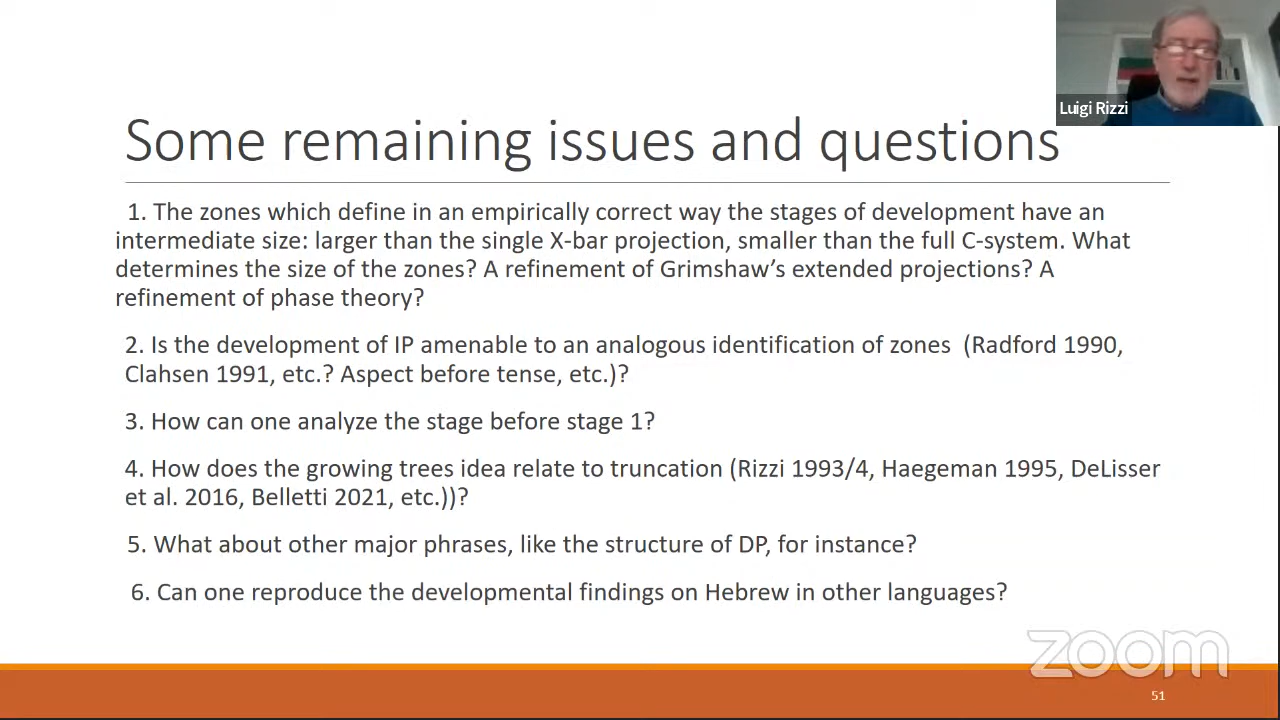 Luigi Rizzi
Some remaining issues and questions
1. The zones which define in an empirically correct way the stages of development have an
intermediate size: larger than the single X-bar projection, smaller than the full C-system. What
determines the size of the zones? A refinement of Grimshaw’s extended projections? A
refinement of phase theory?
2. Is the development of IP amenable to an analogous identification of zones (Radford 1990,
Clahsen 1991, etc.? Aspect before tense, etc.)?
3. How can one analyze the stage before stage 1?
4. How does the growing trees idea relate to truncation (Rizzi 1993/4, Haegeman 1995, DeLisser
et al. 2016, Belletti 2021, etc.))?
5. What about other major phrases, like the structure of DP, for instance?
6. Can one reproduce the developmental findings on Hebrew in other languages?
zoom
51